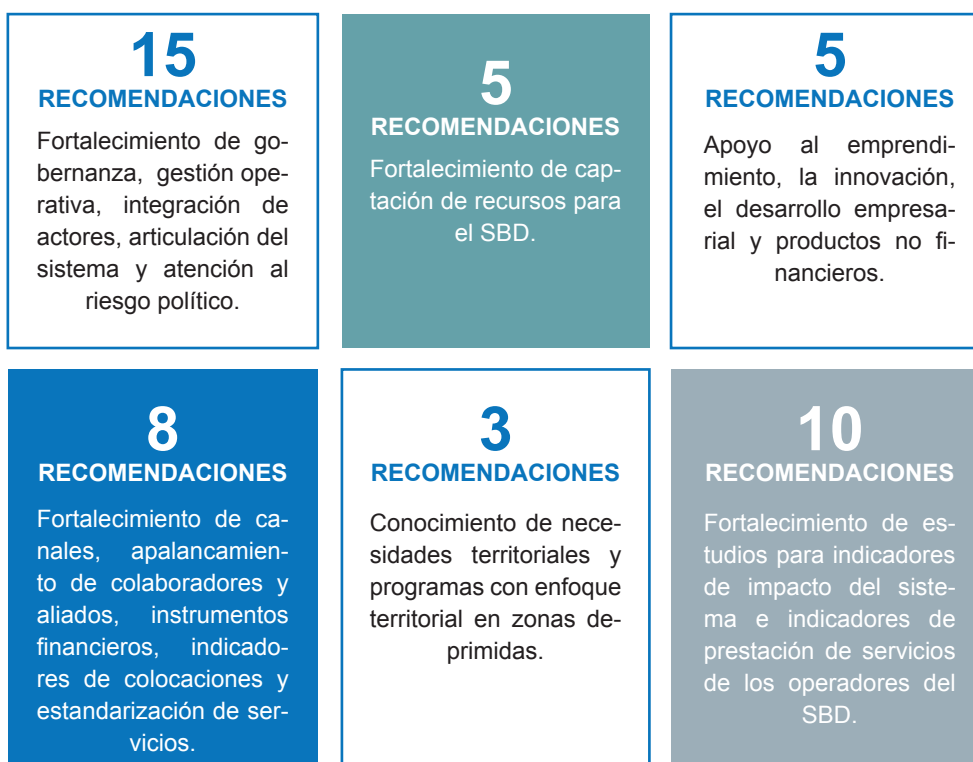 15
RECOMENDACIONES
Fortalecimiento de go-
bernanza, gestión ope-
rativa, integración de
actores, articulación del
sistema y atención al
riesgo político.
5
RECOMENDACIONES
Fortalecimiento de cap-
tación de recursos para
el SBD.
5
RECOMENDACIONES
Apoyo al emprendi-
miento, la innovación,
el desarrollo empresa-
rial y productos no fi-
nancieros.
8
RECOMENDACIONES
Fortalecimiento de ca-
nales, apalancamien-
to de colaboradores y
aliados, instrumentos
financieros, indicado-
res de colocaciones y
estandarización de ser-
vicios.
3
RECOMENDACIONES
Conocimiento de nece-
sidades territoriales y
programas con enfoque
territorial en zonas de-
primidas.
10
RECOMENDACIONES
Fortalecimiento de es-
tudios para indicadores
de impacto del siste-
ma e indicadores de
prestación de servicios
de los operadores del
SBD.